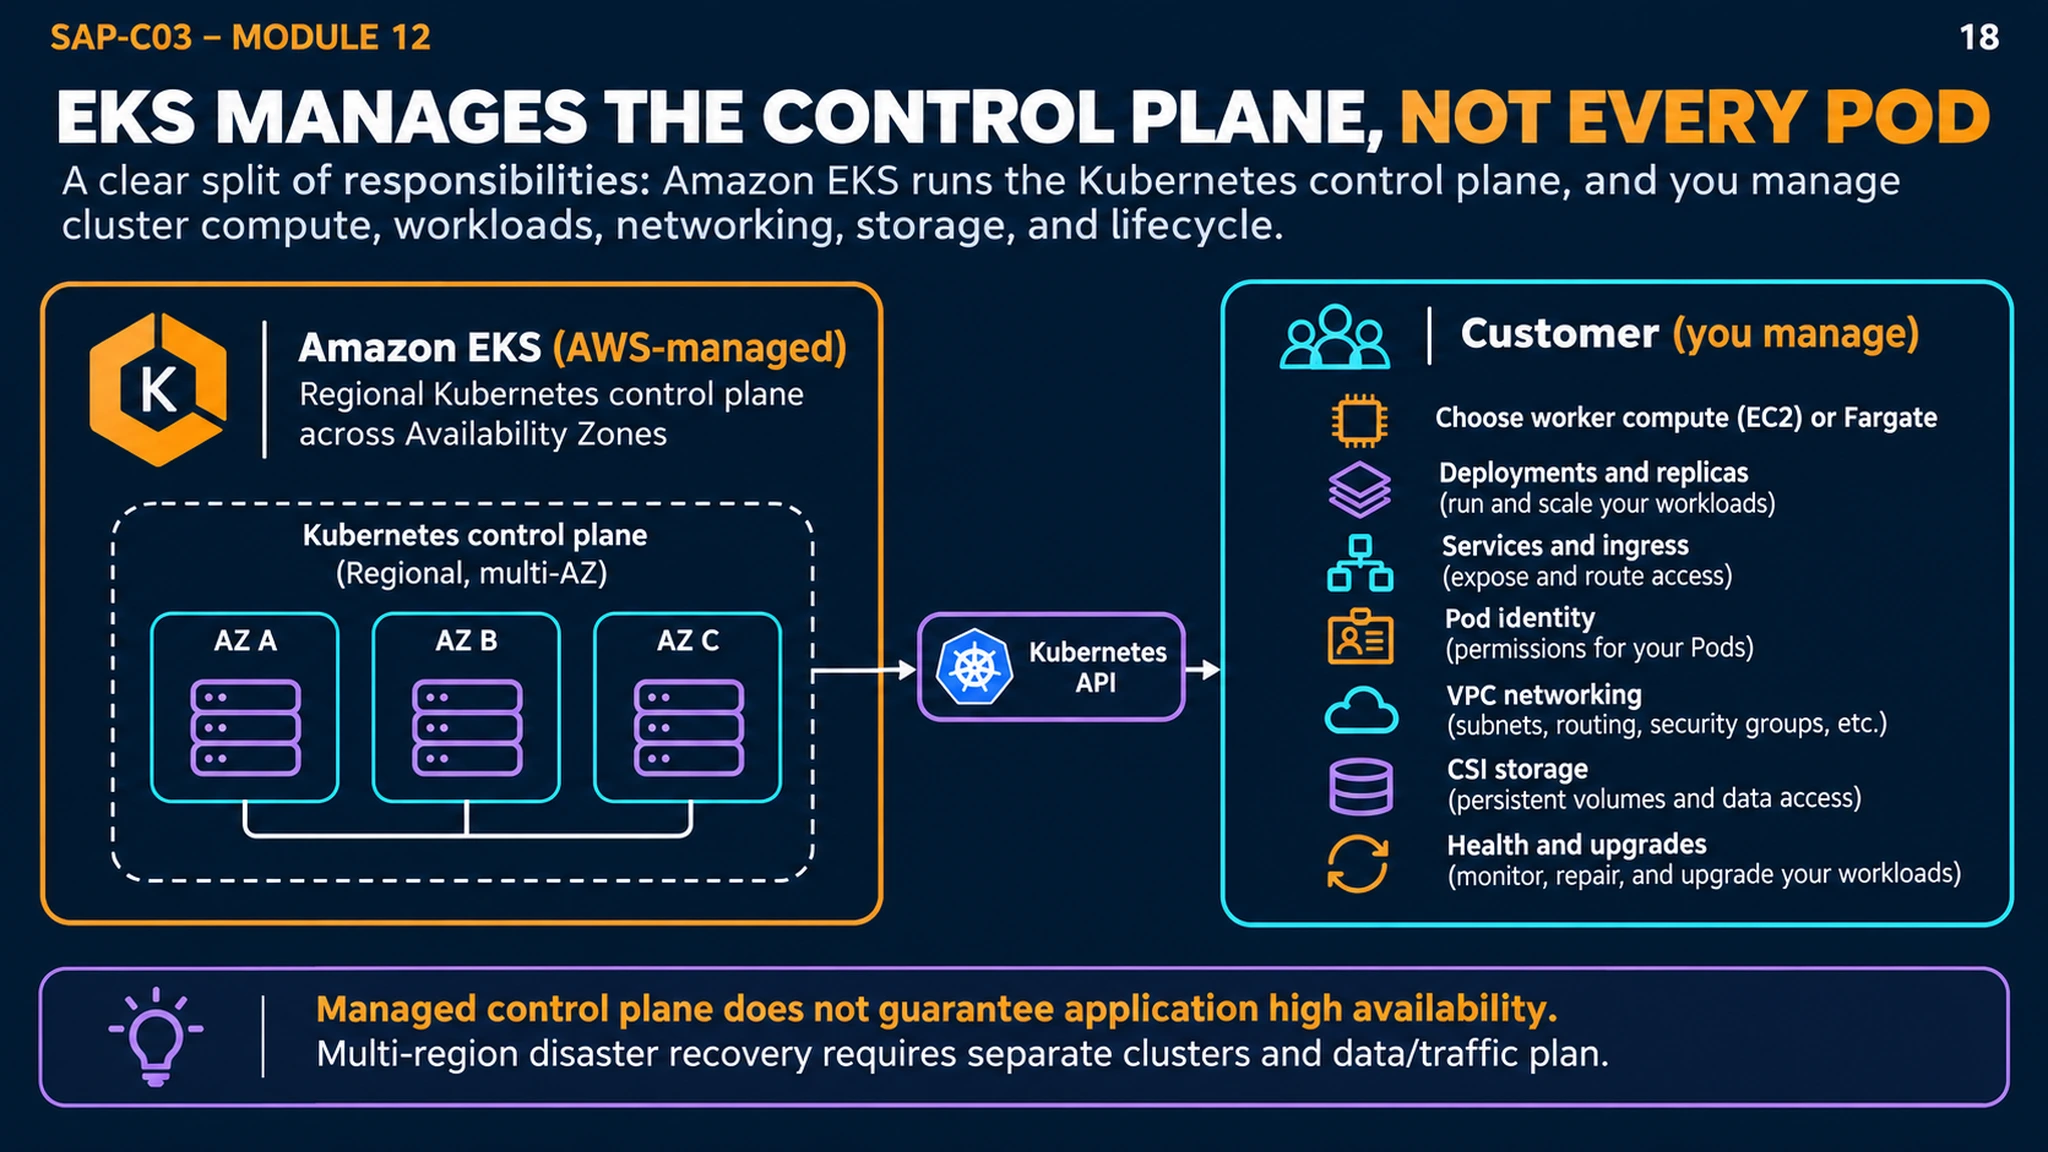 SAP-C03 – MODULE 12
18
EKS MANAGES THE CONTROL PLANE, NOT EVERY POD
A clear split of responsibilities: Amazon EKS runs the Kubernetes control plane, and you manage
cluster compute, workloads, networking, storage, and lifecycle.
K
Amazon EKS (AWS-managed)
Regional Kubernetes control plane
across Availability Zones
Kubernetes control plane
(Regional, multi-AZ)
AZ A
AZ B
AZ C
Kubernetes
API
Customer (you manage)
Choose worker compute (EC2) or Fargate
Deployments and replicas
(run and scale your workloads)
Services and ingress
(expose and route access)
Pod identity
(permissions for your Pods)
VPC networking
(subnets, routing, security groups, etc.)
CSI storage
(persistent volumes and data access)
Health and upgrades
(monitor, repair, and upgrade your workloads)
Managed control plane does not guarantee application high availability.
Multi-region disaster recovery requires separate clusters and data/traffic plan.